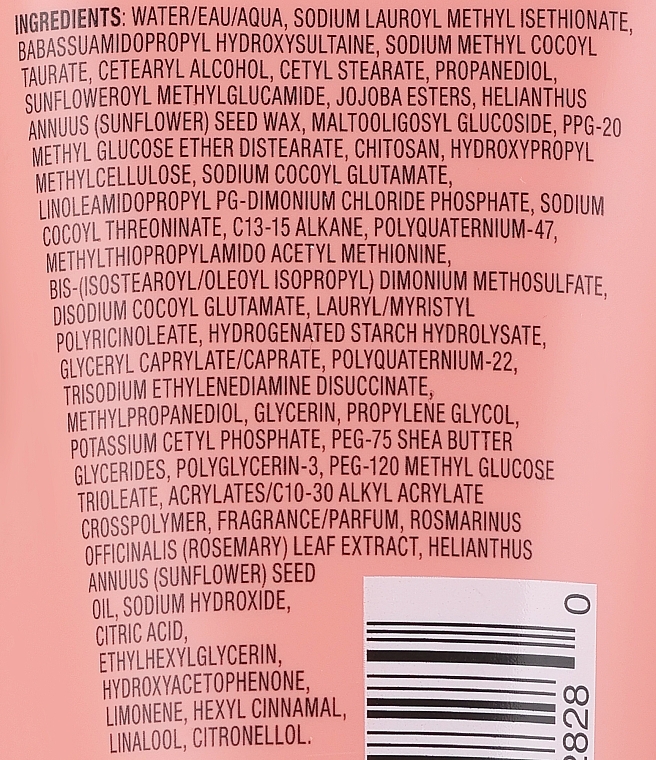 INGREDIENTS: WATER/EAU/AQUA, SODIUM LAUROYL METHYL ISETHIONATE,
BABASSUAMIDOPROPYL HYDROXYSULTAINE, SODIUM METHYL COCOYL
TAURATE, CETEARYL ALCOHOL, CETYL STEARATE, PROPANEDIOL,
SUNFLOWEROYL METHYLGLUCAMIDE, JOJOBA ESTERS, HELIANTHUS
ANNUUS (SUNFLOWER) SEED WAX, MALTOOLIGOSYL GLUCOSIDE, PPG-20
METHYL GLUCOSE ETHER DISTEARATE, CHITOSAN, HYDROXYPROPYL
METHYLCELLULOSE, SODIUM COCOYL GLUTAMATE,
LINOLEAMIDOPROPYL PG-DIMONIUM CHLORIDE PHOSPHATE, SODIUM
COCOYL THREONINATE, C13-15 ALKANE, POLYQUATERNIUM-47,
METHYLTHIOPROPYLAMIDO ACETYL METHIONINE,
BIS-(ISOSTEAROYL/OLEOYL ISOPROPYL) DIMONIUM METHOSULFATE,
DISODIUM COCOYL GLUTAMATE, LAURYL/MYRISTYL
POLYRICINOLEATE, HYDROGENATED STARCH HYDROLYSATE,
GLYCERYL CAPRYLATE/CAPRATE, POLYQUATERNIUM-22,
TRISODIUM ETHYLENEDIAMINE DISUCCINATE,
METHYLPROPANEDIOL, GLYCERIN, PROPYLENE GLYCOL,
POTASSIUM CETYL PHOSPHATE, PEG-75 SHEA BUTTER
GLYCERIDES, POLYGLYCERIN-3, PEG-120 METHYL GLUCOSE
TRIOLEATE, ACRYLATES/C10-30 ALKYL ACRYLATE
CROSSPOLYMER, FRAGRANCE/PARFUM, ROSMARINUS
OFFICINALIS (ROSEMARY) LEAF EXTRACT, HELIANTHUS
ANNUUS (SUNFLOWER) SEED
OIL, SODIUM HYDROXIDE,
CITRIC ACID,
ETHYLHEXYLGLYCERIN,
HYDROXYACETOPHENONE,
LIMONENE, HEXYL CINNAMAL,
LINALOOL, CITRONELLOL.
2828 0